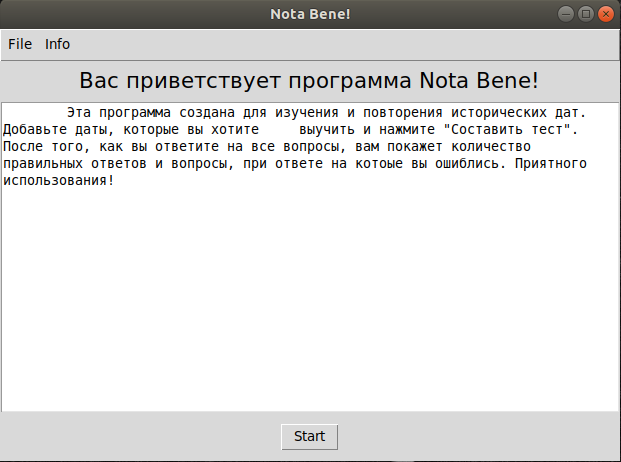 Nota Bene!
File Info
Вас приветствует программа Nota Bene!
Эта программа создана для изучения и повторения исторических дат.
Добавьте даты, которые вы хотите выучить и нажмите "Составить тест".
После того, как вы ответите на все вопросы, вам покажет количество
правильных ответов и вопросы, при ответе на котоые вы ошиблись. Приятного
использования!
Start